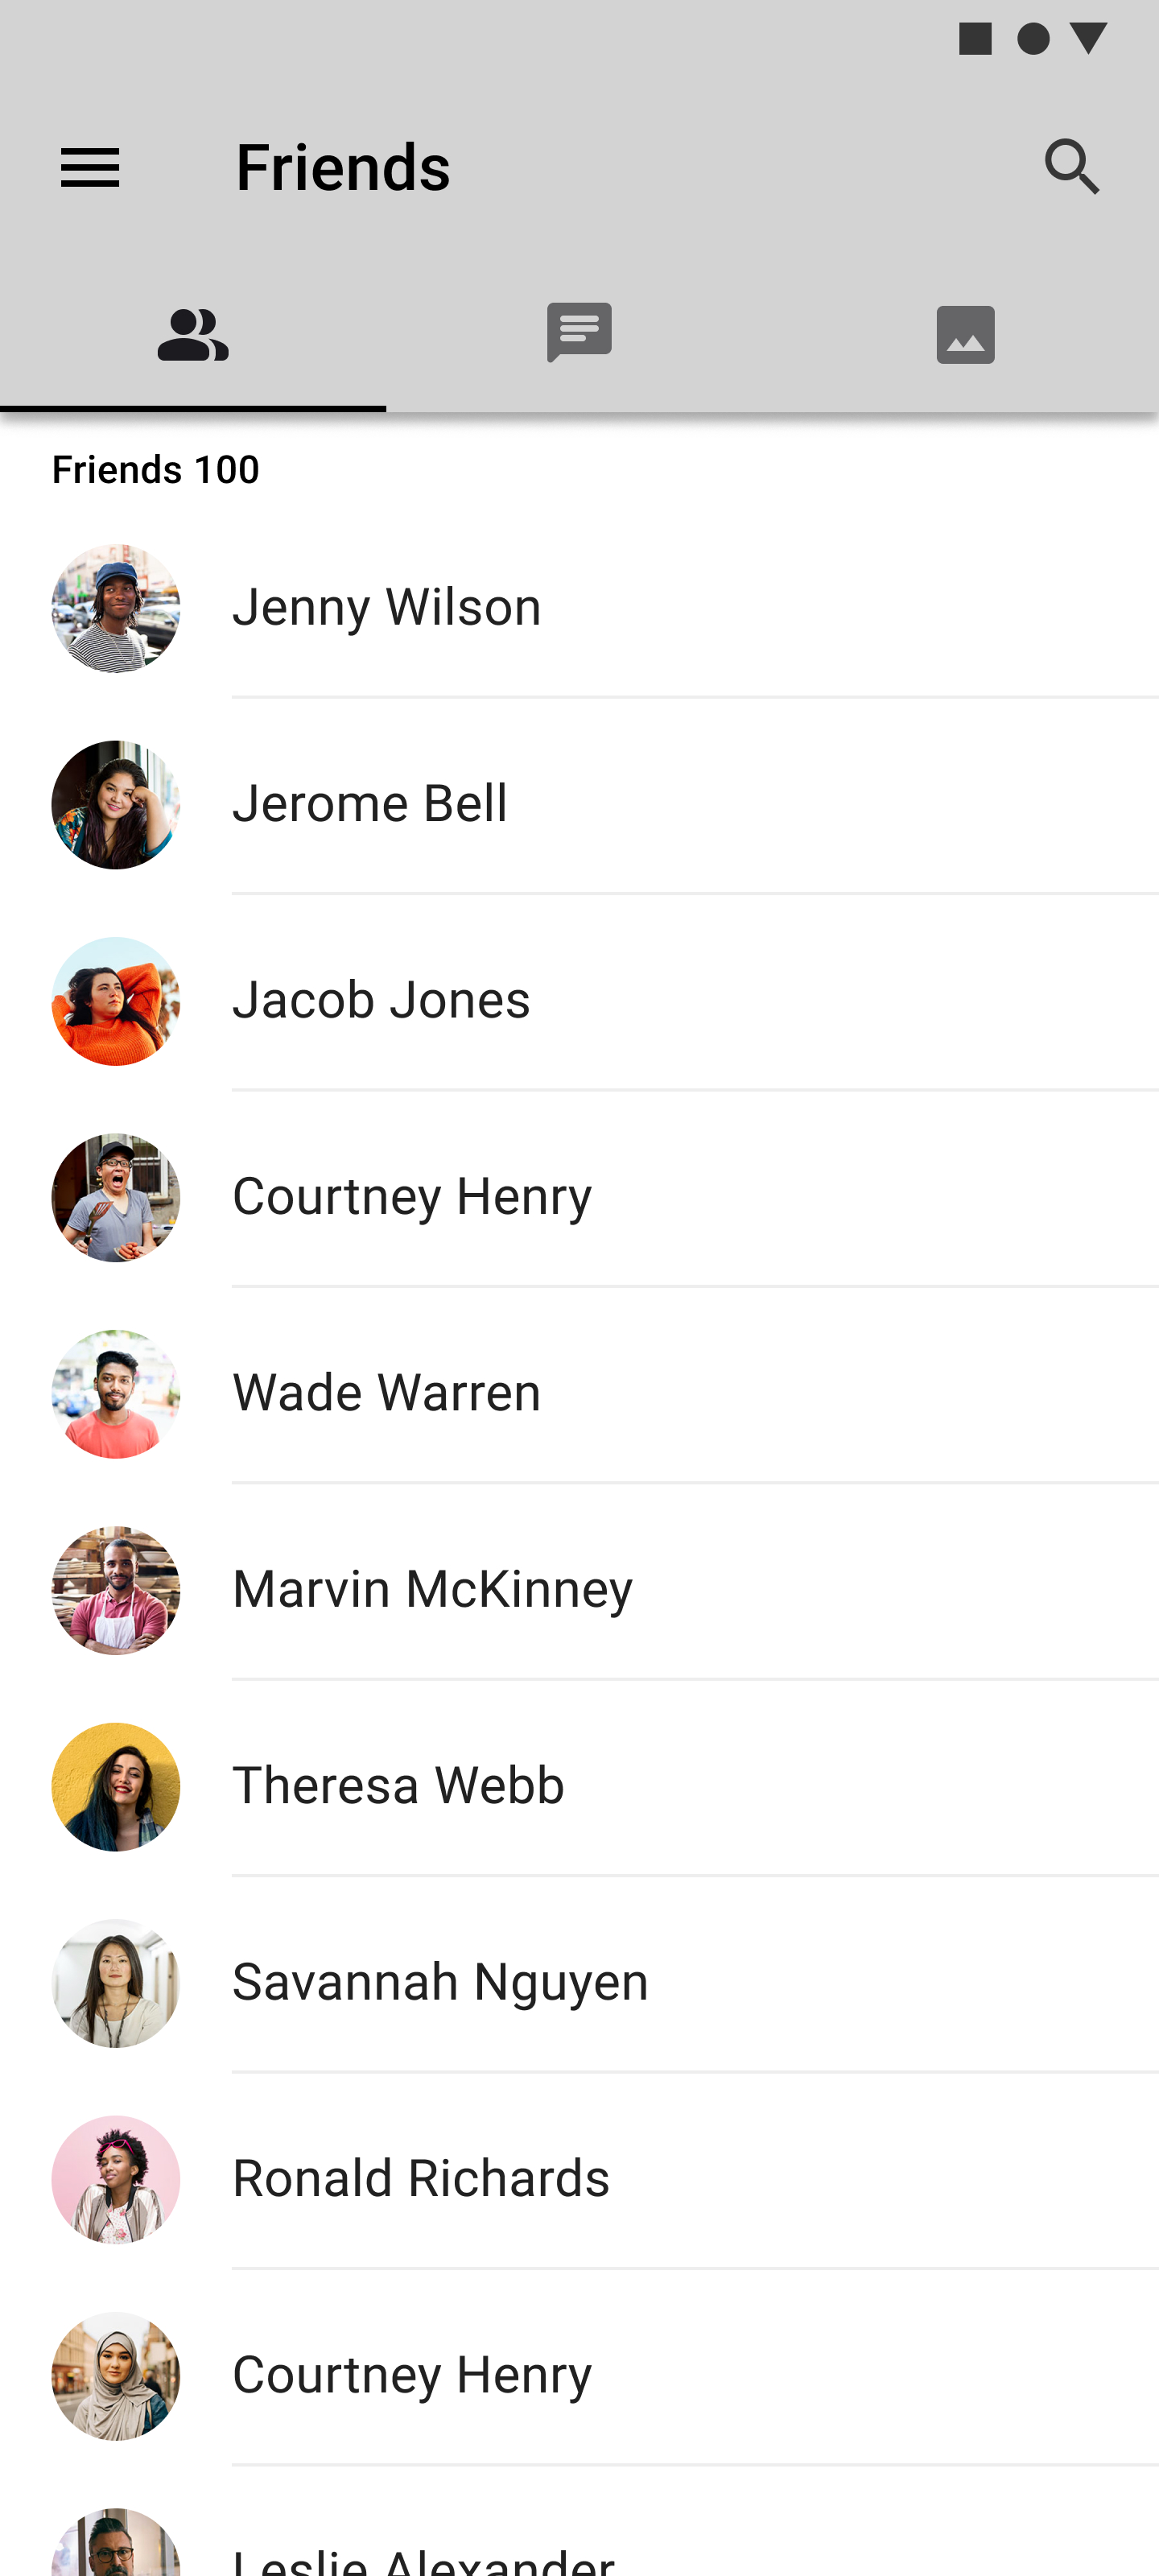 Friends
Friends 100
Jenny Wilson
Jerome Bell
Jacob Jones
Courtney Henry
Wade Warren
Marvin McKinney
Theresa Webb
Savannah Nguyen
Ronald Richards
Courtney Henry
Leslie Alexander